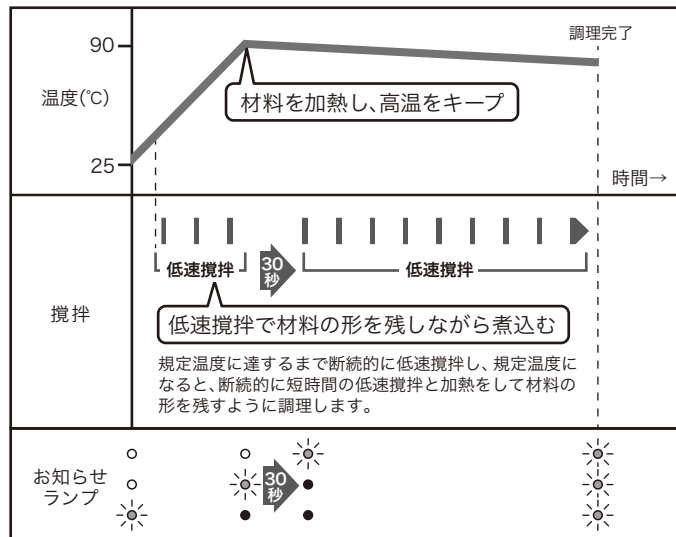 調理完了
90
温度(℃)
材料を加熱し、高温をキープ
25
時間→
低速撹拌
30
秒
低速撹拌
撹拌
低速撹拌で材料の形を残しながら煮込む
規定温度に達するまで断続的に低速撹拌し、規定温度に
なると、断続的に短時間の低速撹拌と加熱をして材料の
形を残すように調理します。
お知らせ
ランプ
30
秒